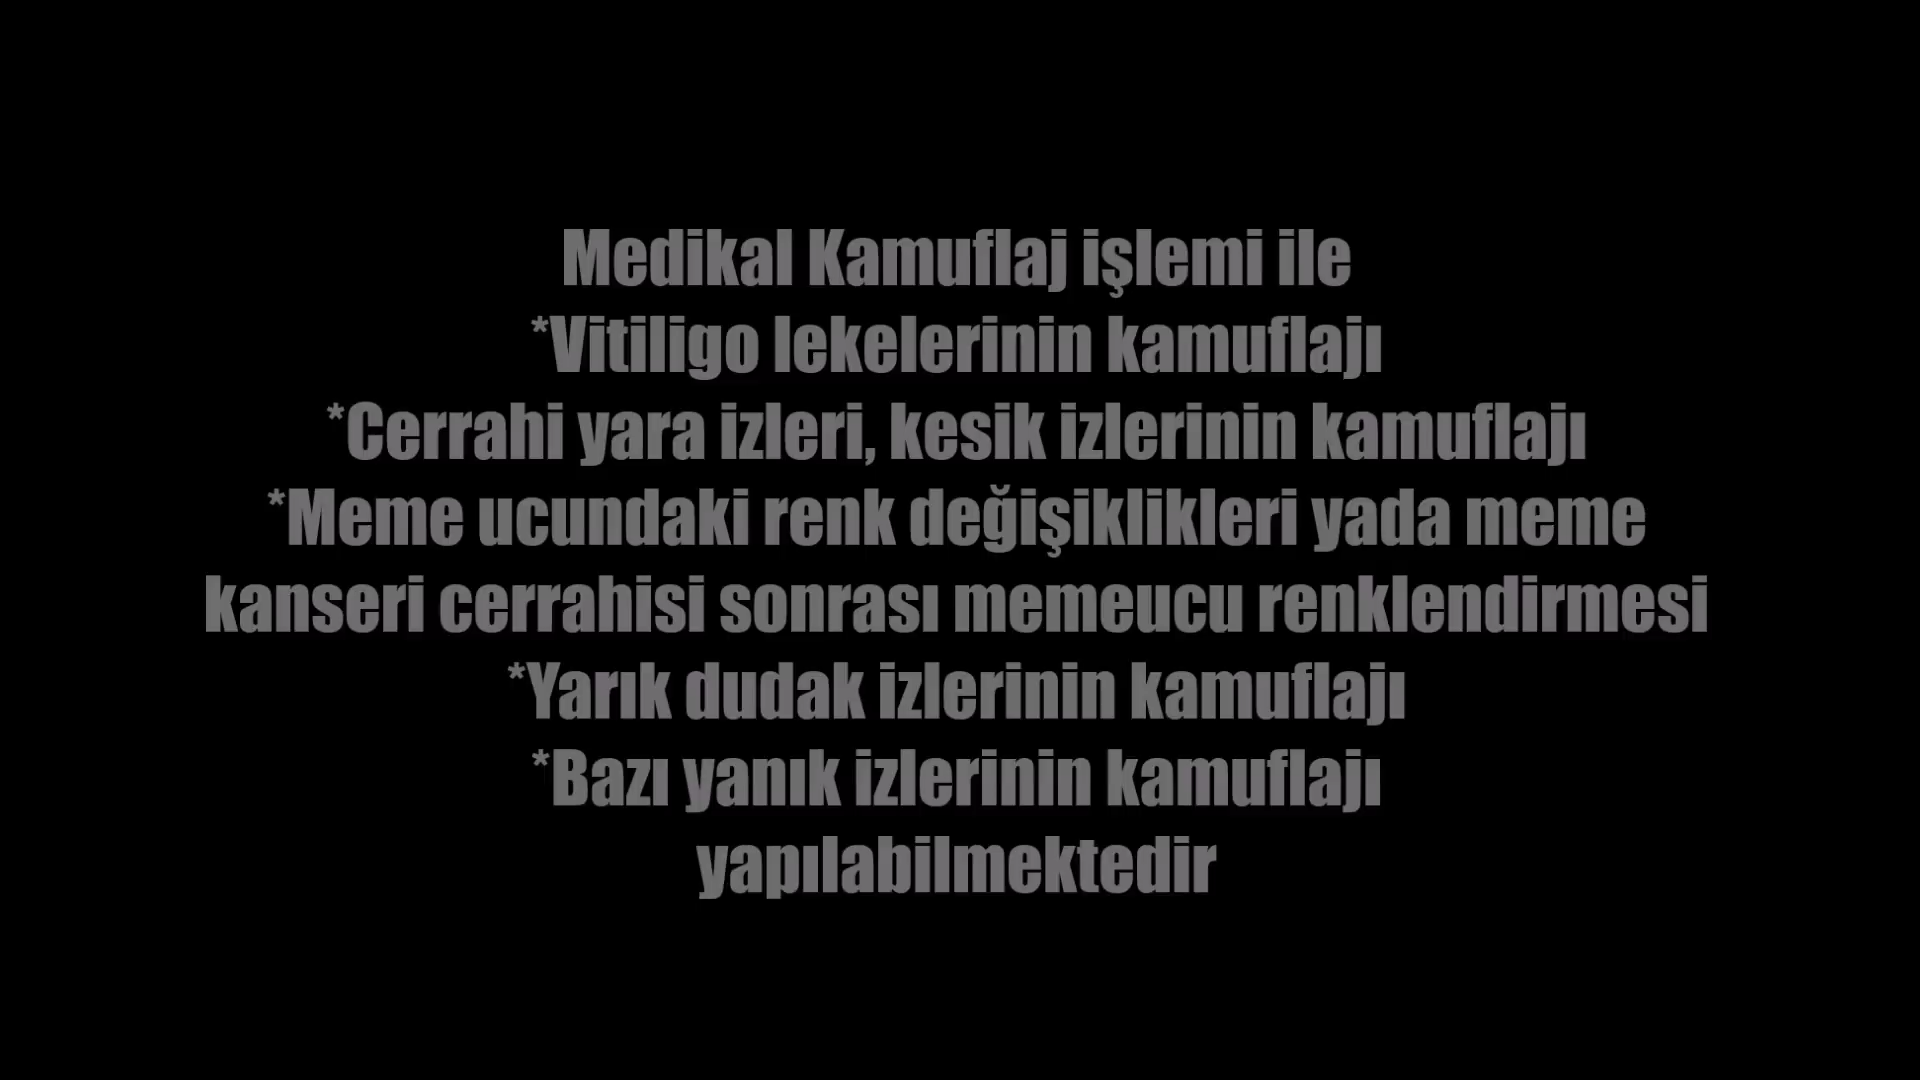 Medikal Kamuflaj işlemi ile
*Vitiligo lekelerinin kamuflajı
*Cerrahi yara izleri, kesik izlerinin kamuflajı
*Meme ucundaki renk değişiklikleri yada meme
kanseri cerrahisi sonrası memeucu renklendirmesi
*Yarık dudak izlerinin kamuflajı
*Bazı yanık izlerinin kamuflajı
yapılabilmektedir